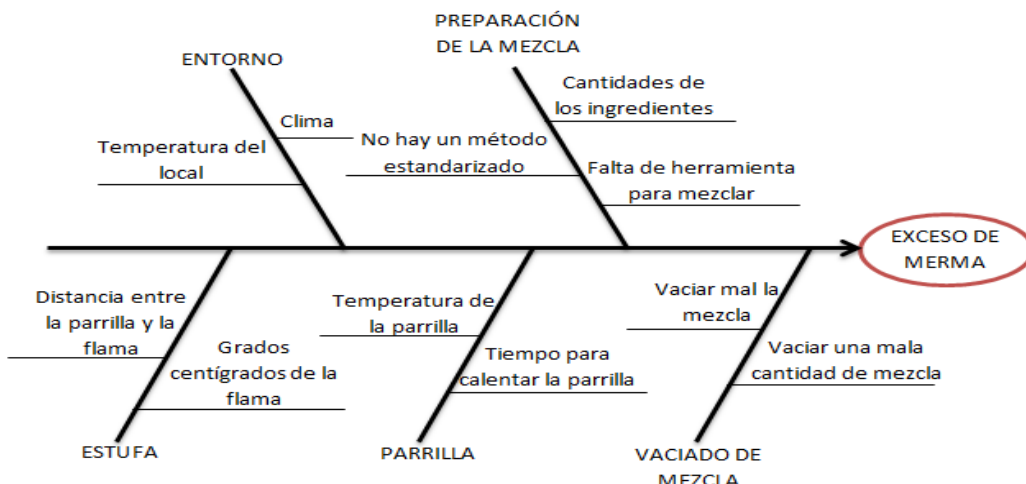 PREPARACIÓN
DE LA MEZCLA
ENTORNO
Cantidades de
los ingredientes
Clima
No hay un método
estandarizado
Temperatura del
local
Falta de herramienta
para mezclar
EXCESO DE
MERMA
Distancia entre
la parrilla y la
flama
Temperatura de
la parrilla
Vaciar mal la
mezcla
Grados
centígrados de la
flama
Tiempo para
calentar la parrilla
Vaciar una mala
cantidad de mezcla
ESTUFA
PARRILLA
VACIADO DE
MEZCLA